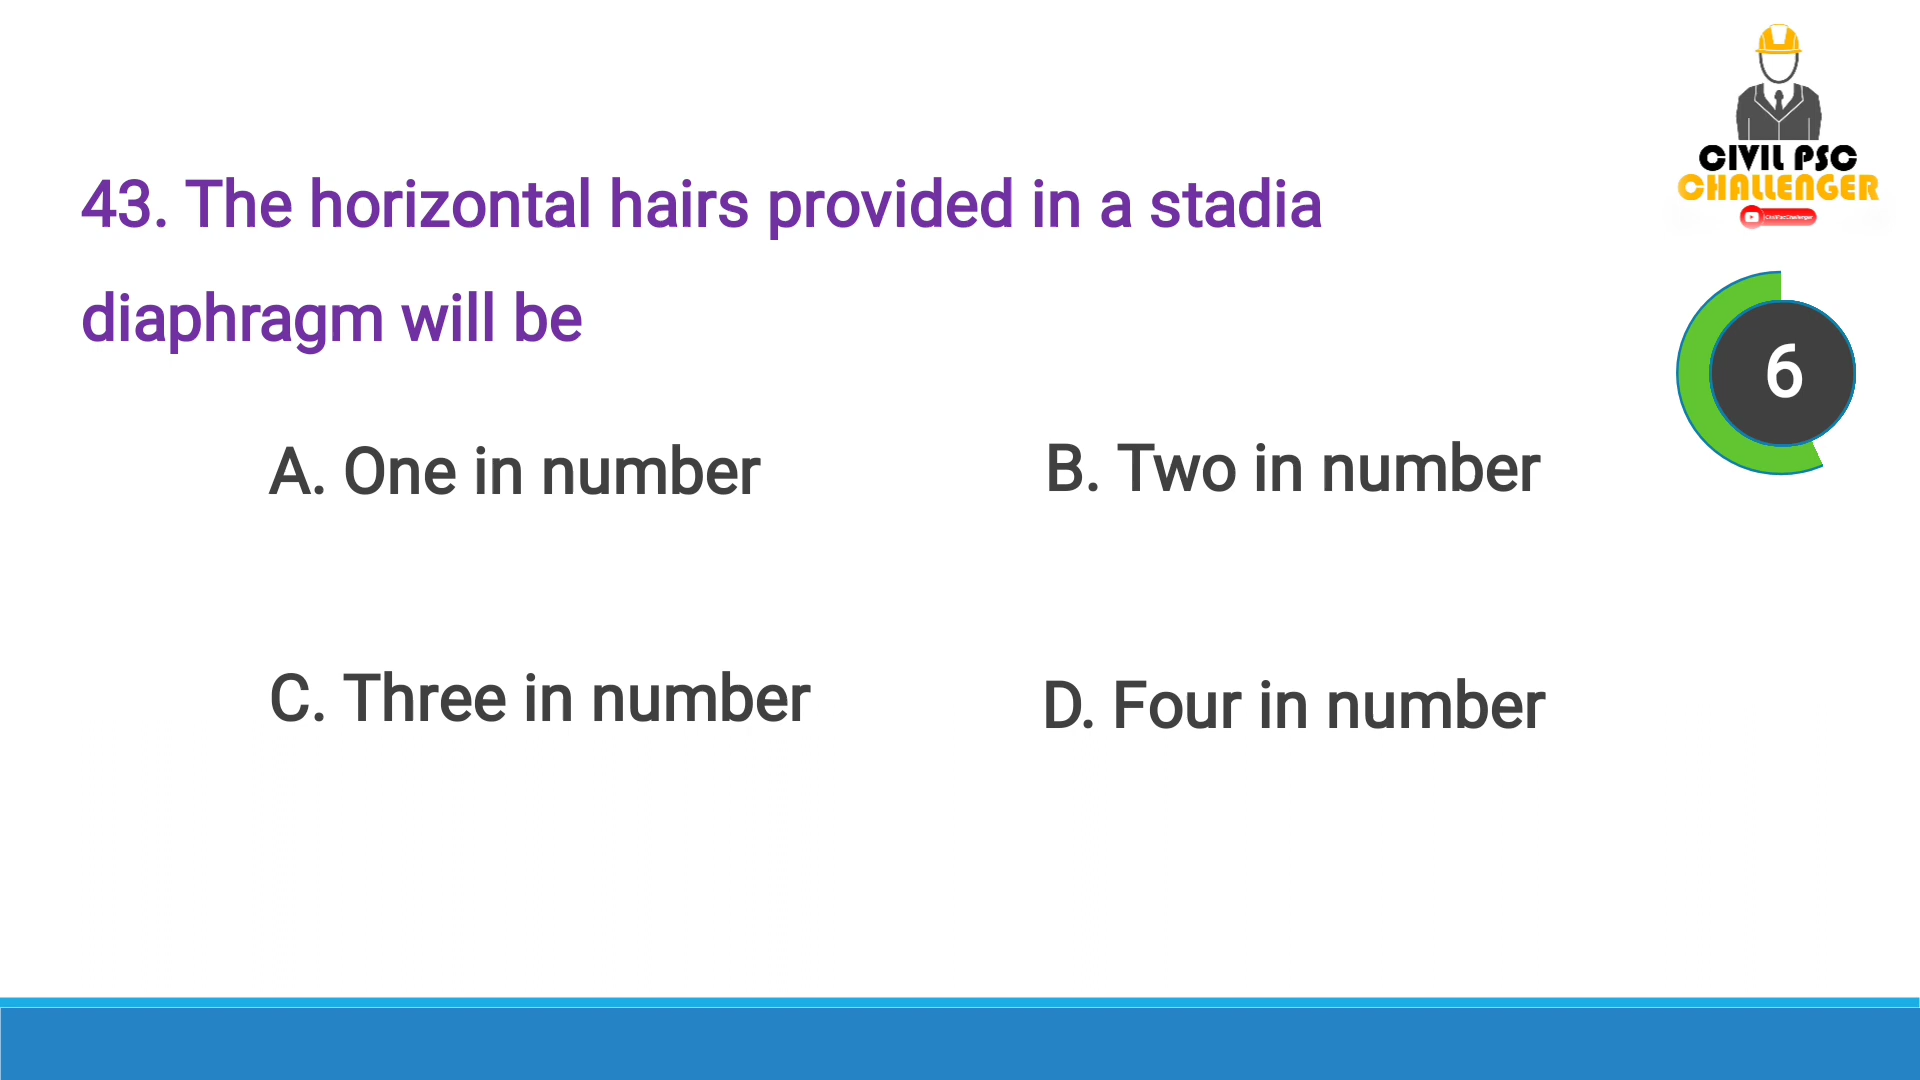 CIVIL PSC
CHALLENGER
43. The horizontal hairs provided in a stadia
diaphragm will be
6
A. One in number
B. Two in number
C. Three in number
D. Four in number